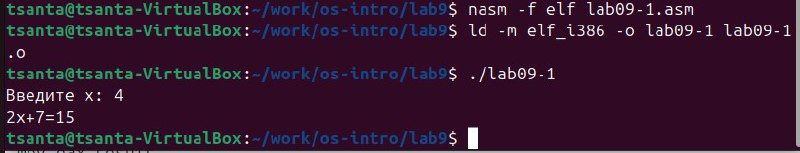 tsanta@tsanta-VirtualBox:~/work/os-intro/lab9$ nasm -f elf lab09-1.asm
tsanta@tsanta-VirtualBox:~/work/os-intro/lab9$ ld -m elf_i386 -o lab09-1 lab09-1
.o
tsanta@tsanta-VirtualBox:~/work/os-intro/lab9$ ./lab09-1
Введите x: 4
2x+7=15
tsanta@tsanta-VirtualBox:~/work/os-intro/lab9$